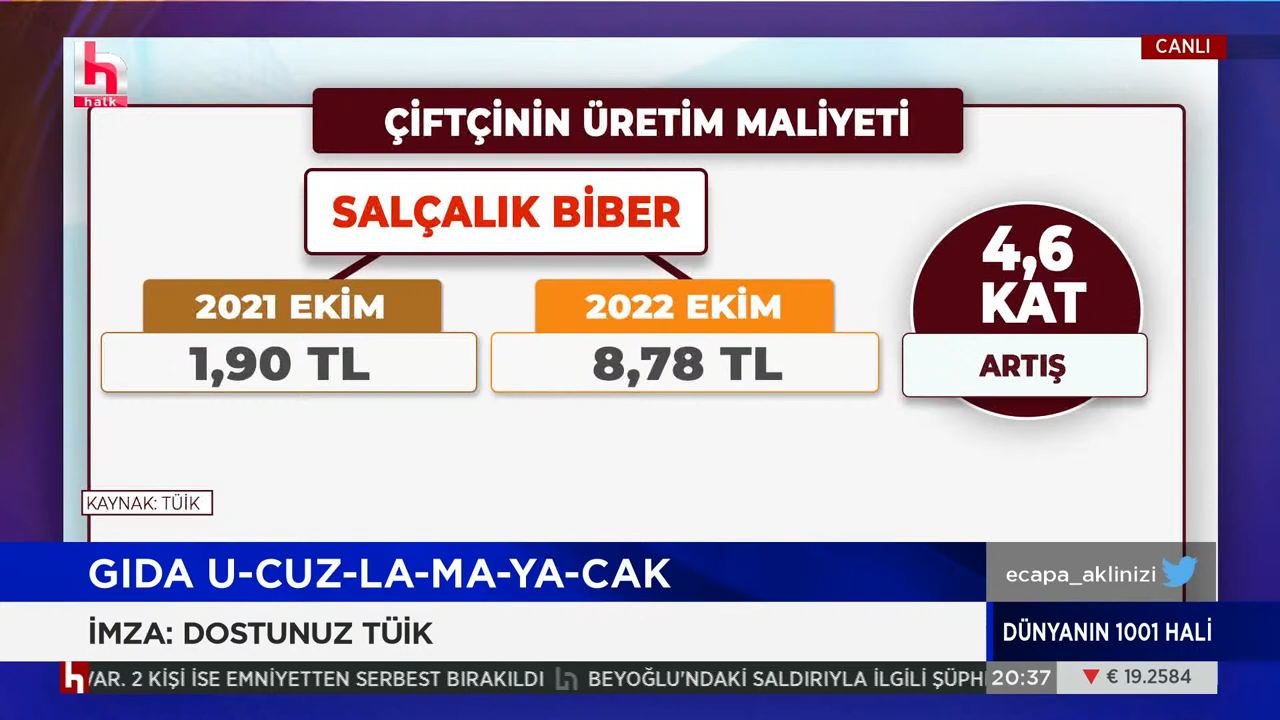 CANLI
h
halk
ÇİFTÇİNİN ÜRETİM MALİYETİ
SALÇALIK BİBER
4,6
KAT
ARTIŞ
2021 EKİM
2022 EKİM
1,90 TL
8,78 TL
KAYNAK: TÜİK
GIDA U-CUZ-LA-MA-YA-CAK
ecapa_aklinizi
İMZA: DOSTUNUZ TÜİK
DÜNYANIN 1001 HALİ
h VAR. 2 KİŞİ İSE EMNİYETTEN SERBEST BIRAKILDI h BEYOĞLU'NDAKİ SALDIRIYLA İLGİLİ ŞÜPH
20:37
▼ € 19.2584